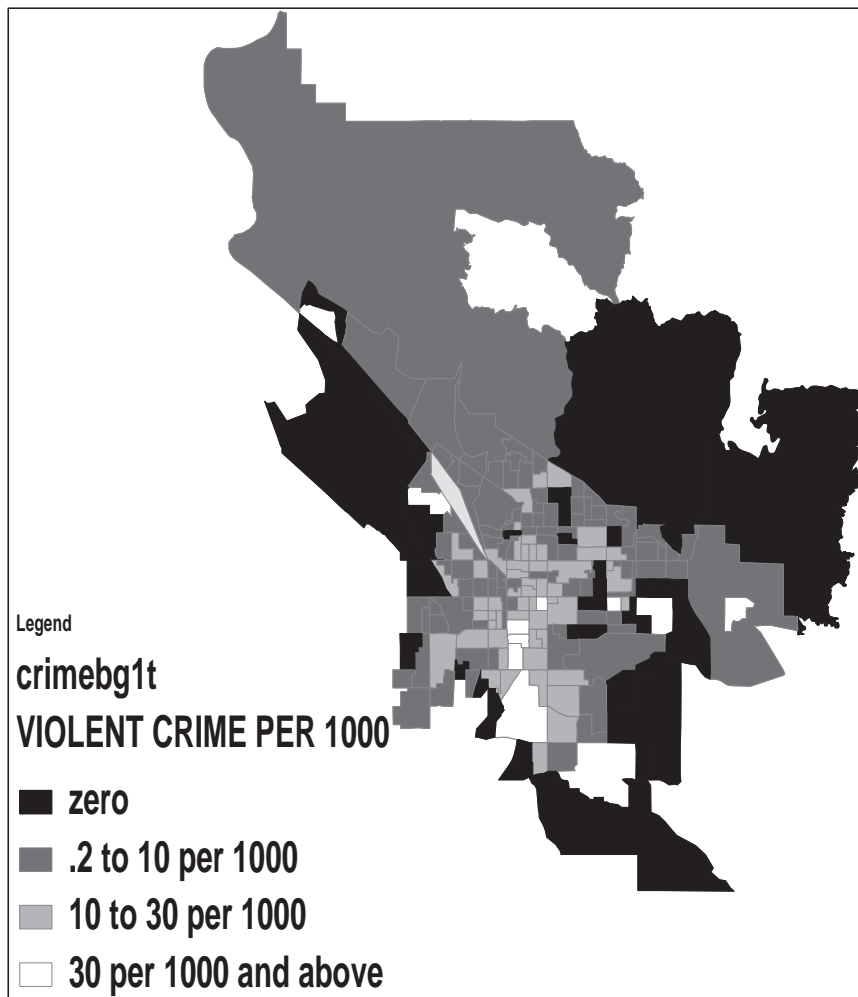 Legend
crimebg1t
VIOLENT CRIME PER 1000
zero
.2 to 10 per 1000
10 to 30 per 1000
30 per 1000 and above